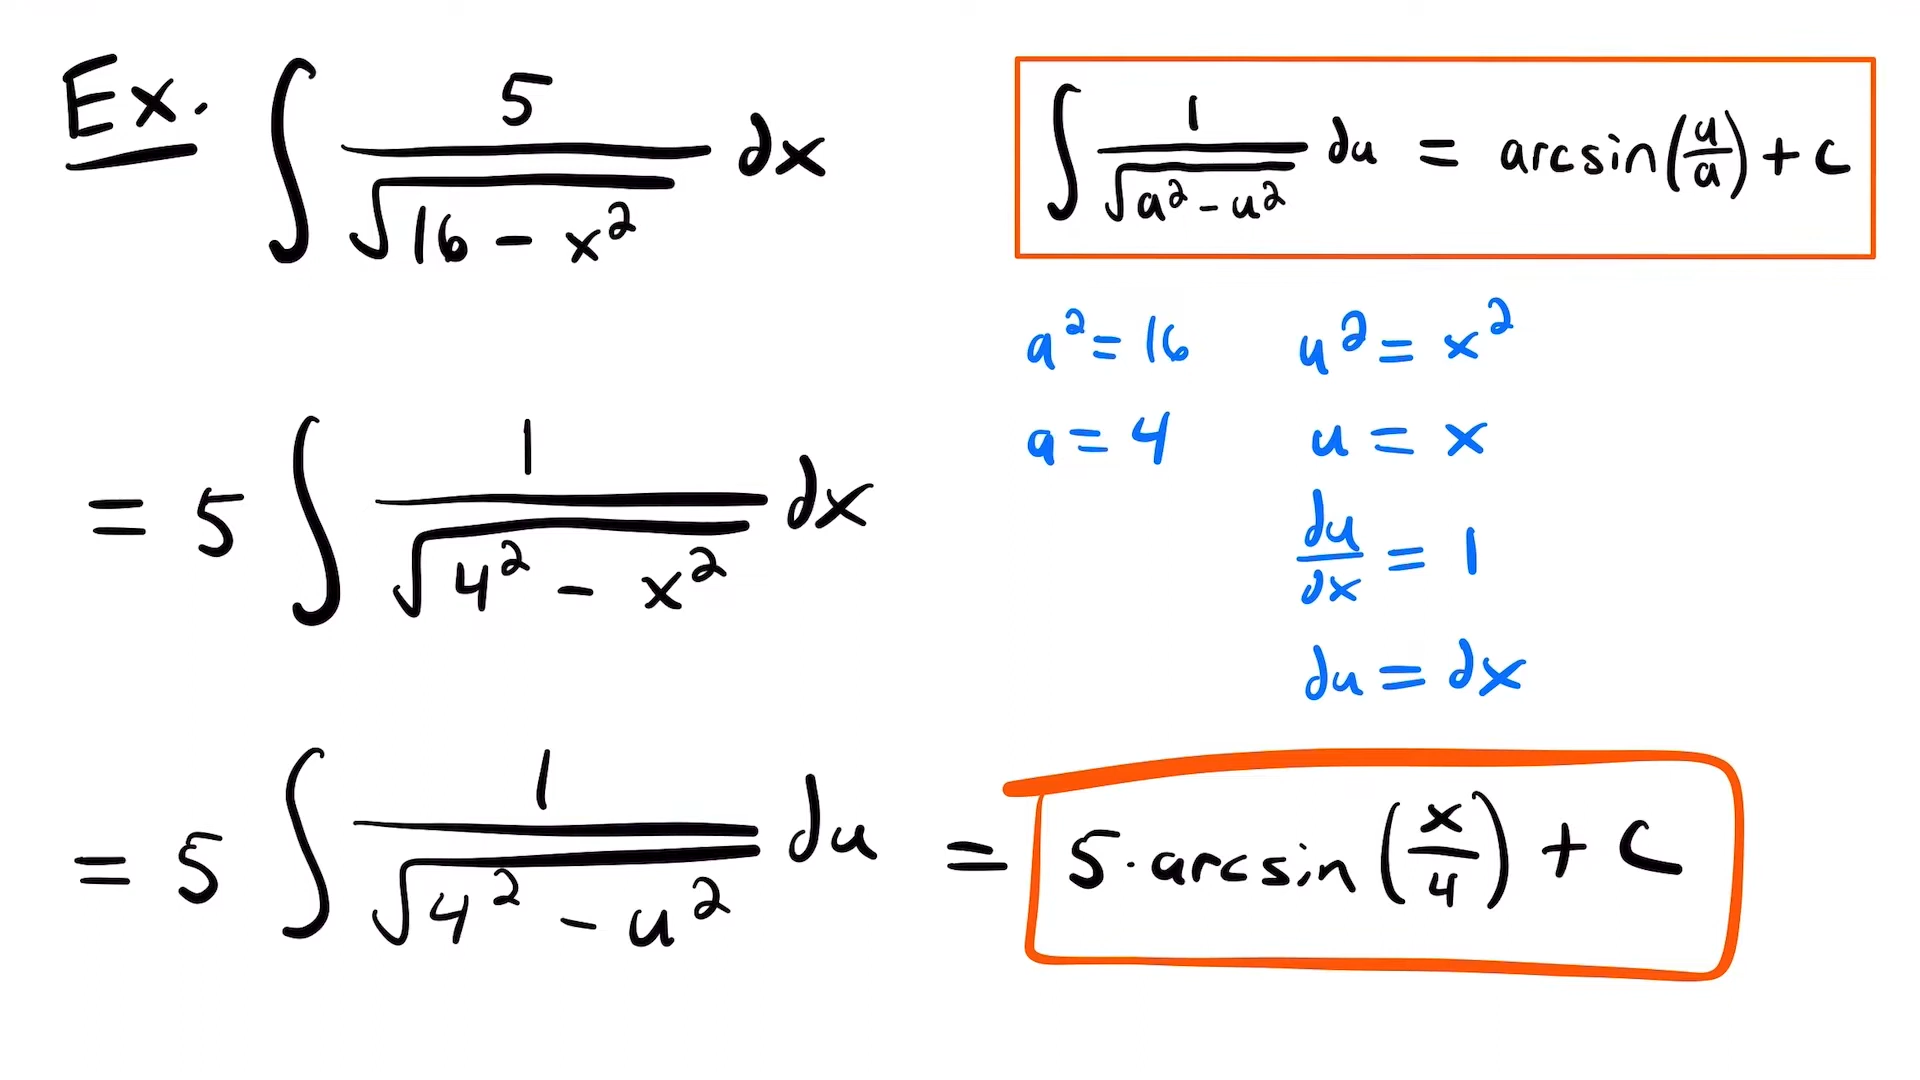 Ex. ∫ 5/√(16 - x²) dx
∫ 1/√(a² - u²) du = arcsin(u/a) + c
a² = 16 u² = x²
a = 4 u = x
du/dx = 1
du = dx
= 5 ∫ 1/√(4² - x²) dx
= 5 ∫ 1/√(4² - u²) du = 5·arcsin(x/4) + c